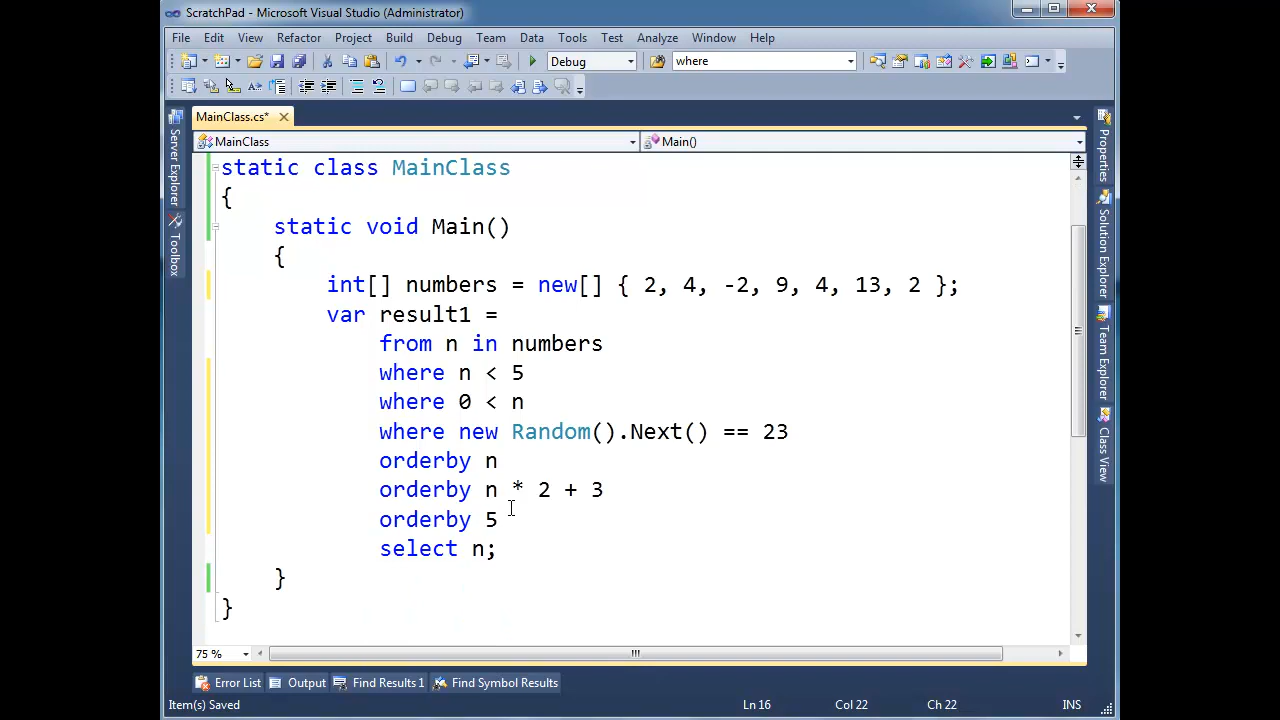 ScratchPad - Microsoft Visual Studio (Administrator)
File Edit View Refactor Project Build Debug Team Data Tools Test Analyze Window Help
Debug where
MainClass.cs*
MainClass Main()
static class MainClass
{
static void Main()
{
int[] numbers = new[] { 2, 4, -2, 9, 4, 13, 2 };
var result1 =
from n in numbers
where n < 5
where 0 < n
where new Random().Next() == 23
orderby n
orderby n * 2 + 3
orderby 5
select n;
}
}
Server Explorer
Toolbox
Properties
Solution Explorer
Team Explorer
Class View
75 %
Error List Output Find Results 1 Find Symbol Results
Item(s) Saved Ln 16 Col 22 Ch 22 INS